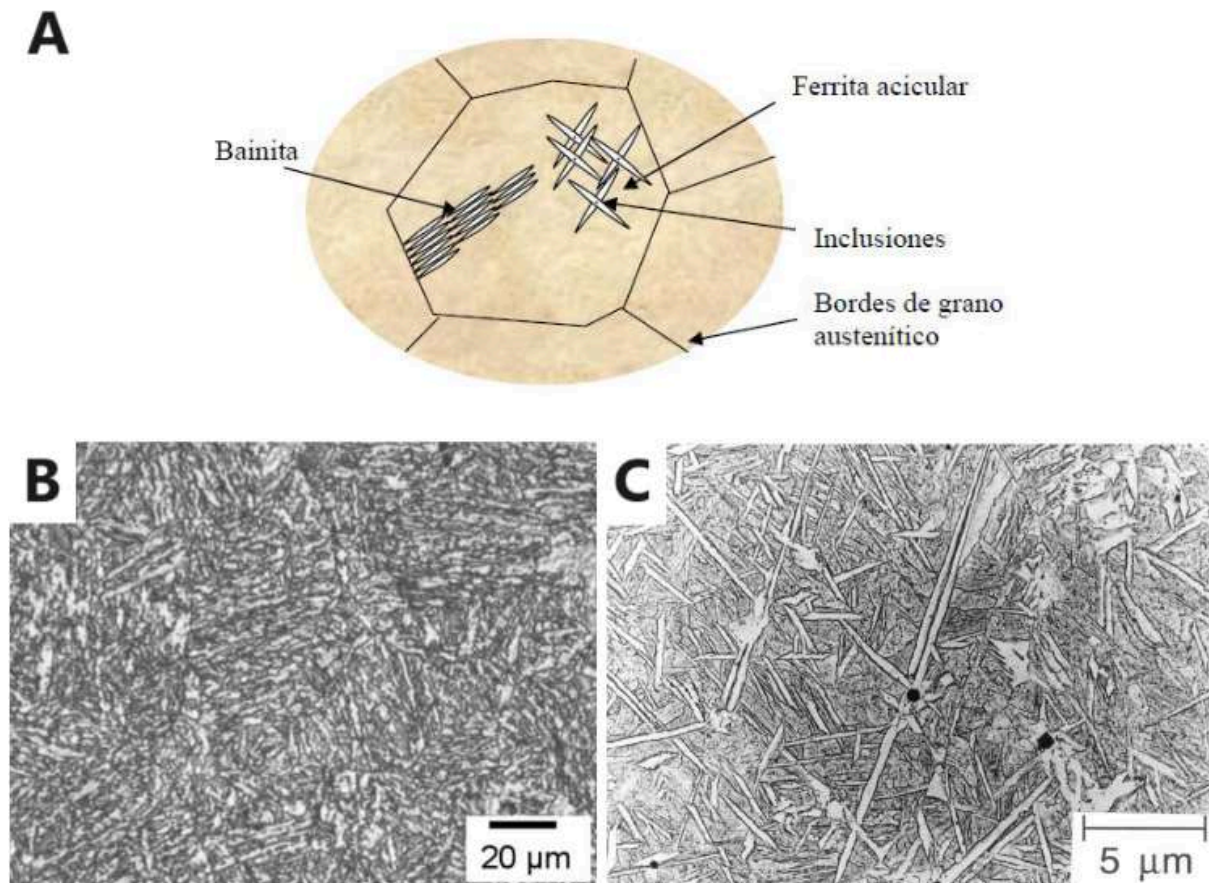 A
Ferrita acicular
Bainita
Inclusiones
Bordes de grano
austenítico
B
20 µm
C
5 µm